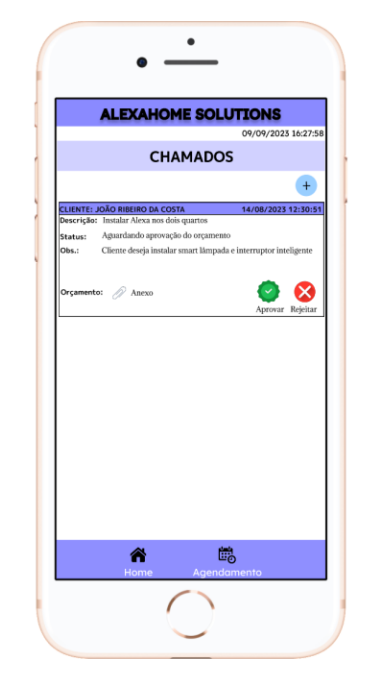 ALEXAHOME SOLUTIONS
09/09/2023 16:27:58
CHAMADOS
+
CLIENTE: JOÃO RIBEIRO DA COSTA 14/08/2023 12:30:51
Descrição: Instalar Alexa nos dois quartos
Status: Aguardando aprovação do orçamento
Obs.: Cliente deseja instalar smart lâmpada e interruptor inteligente
Orçamento: Anexo
Aprovar Rejeitar
Home Agendamento